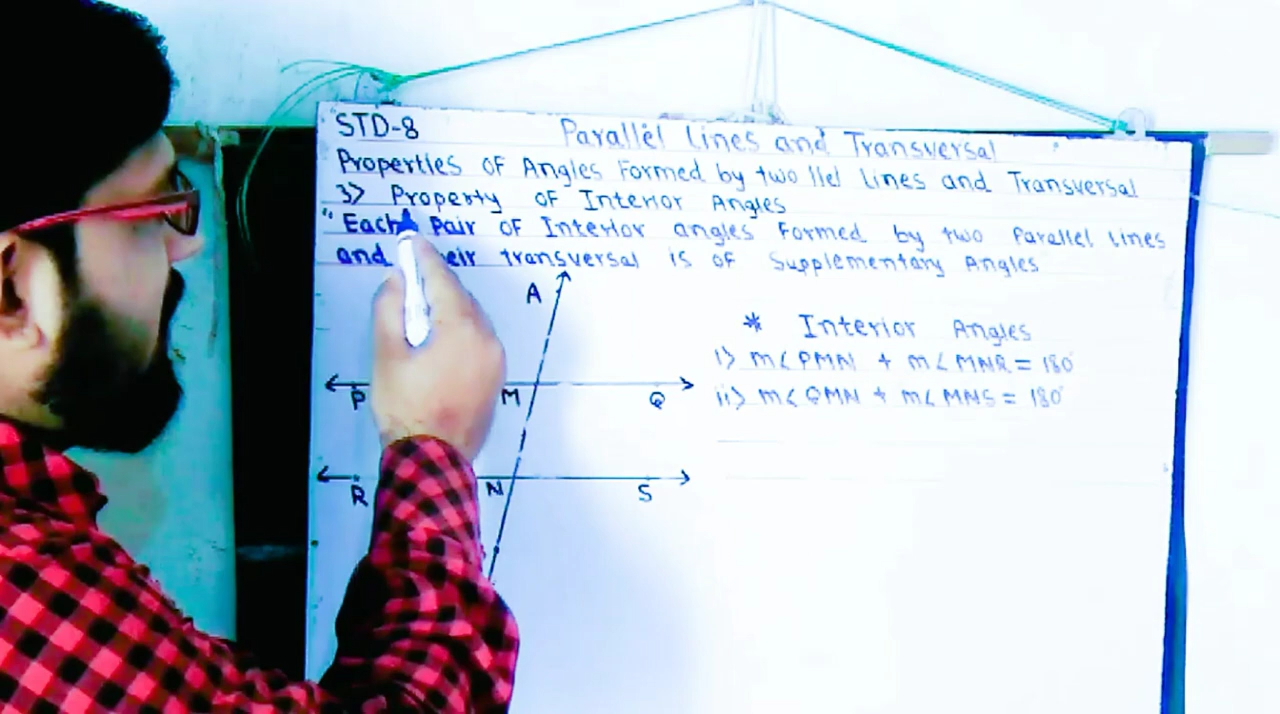 STD-8
Parallel Lines and Transversal
Properties OF Angles Formed by two llel Lines and Transversal
3> Property OF Interior Angles
"Each Pair OF Interior angles Formed by two Parallel Lines
and eir transversal is OF Supplementary Angles
A
* Interior Angles
i> m∠PMN + m∠MNR = 180°
ii> m∠QMN + m∠MNS = 180°
P M Q
R N S